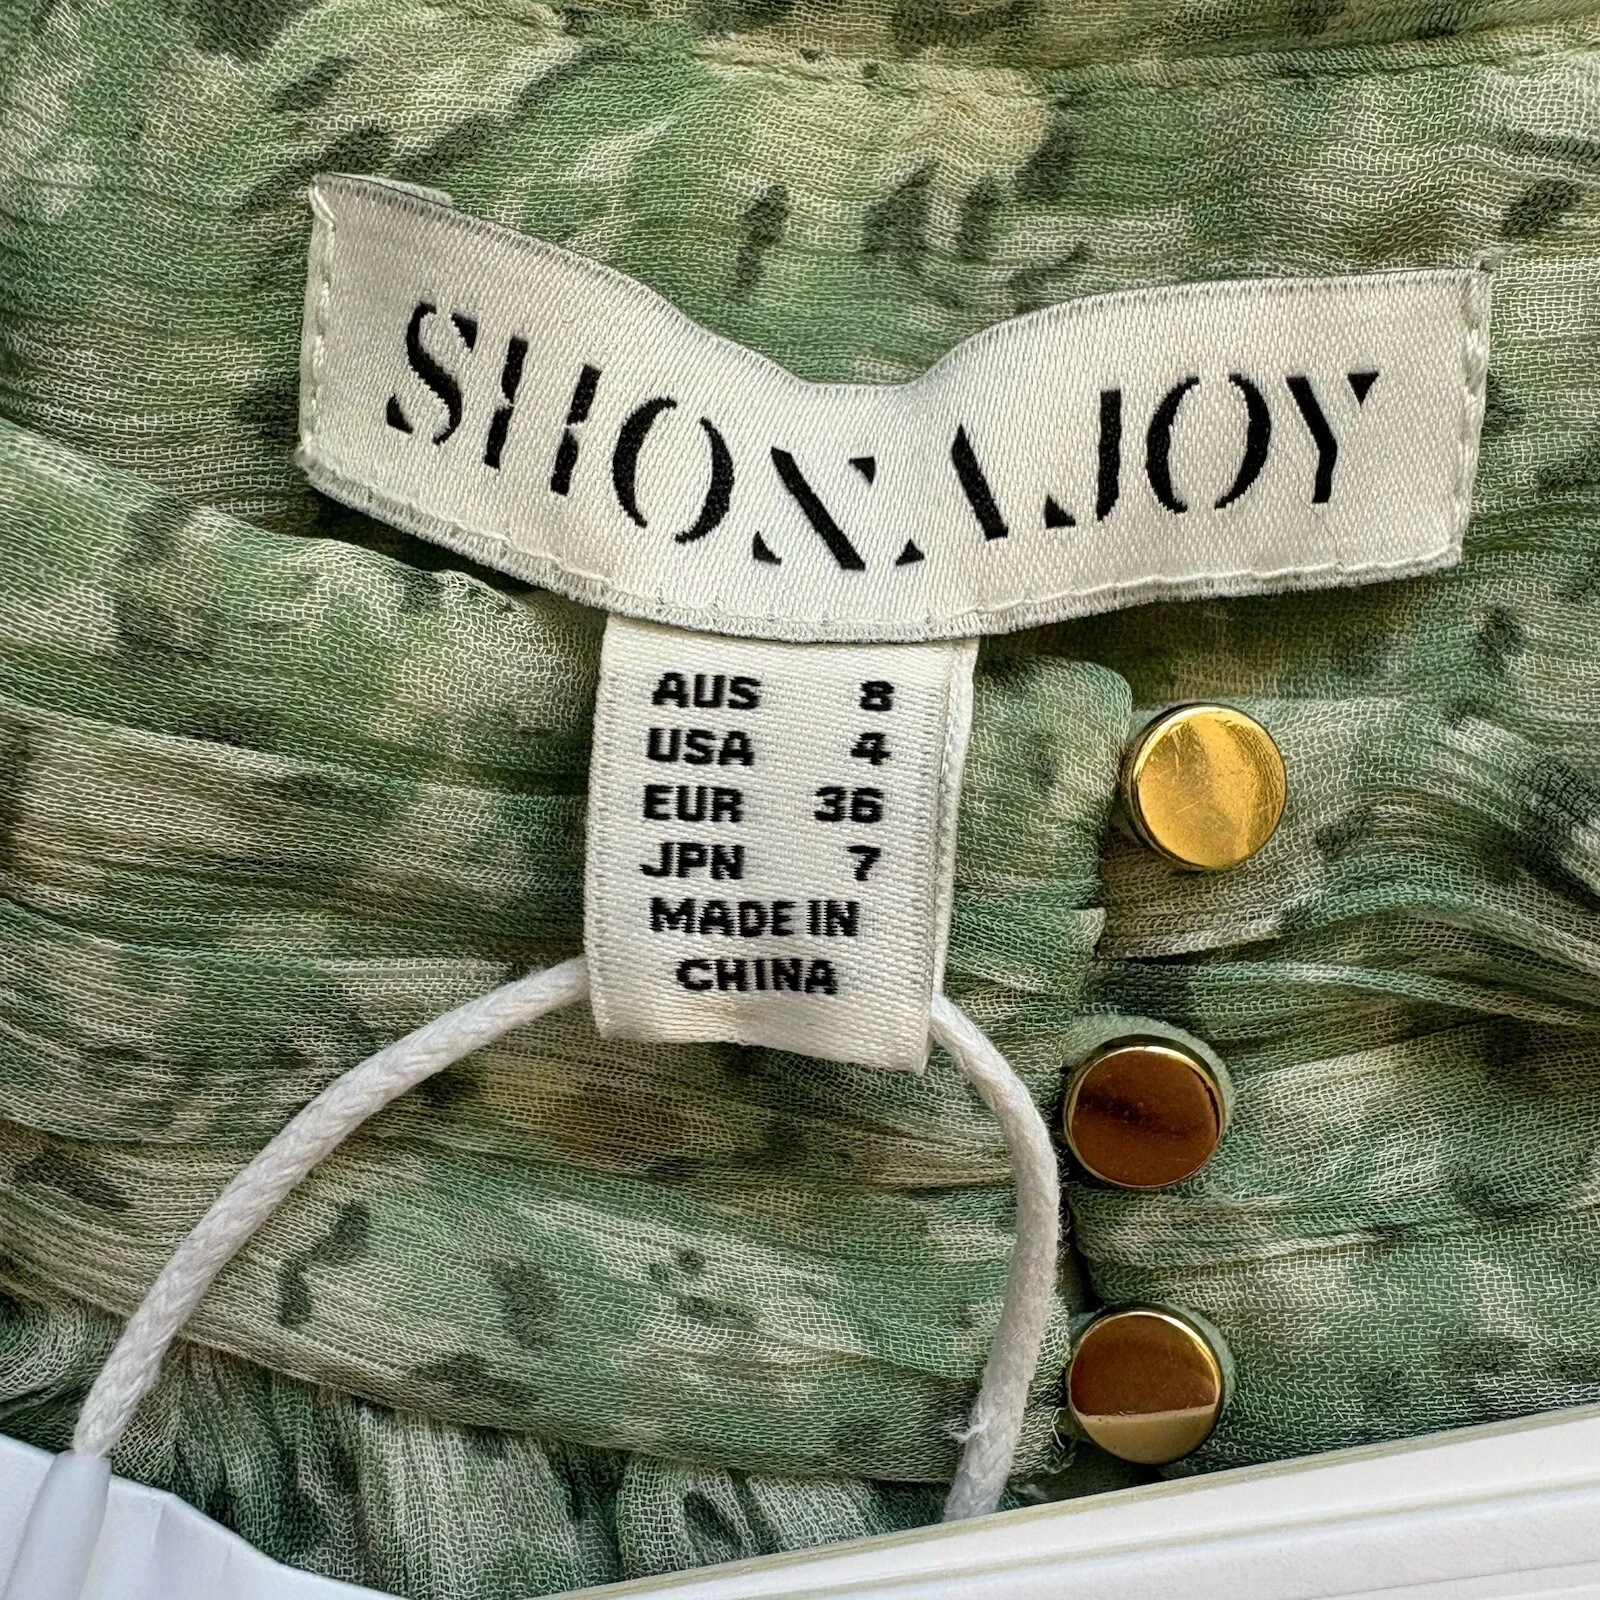 SHONA JOY
AUS 8
USA 4
EUR 36
JPN 7
MADE IN
CHINA